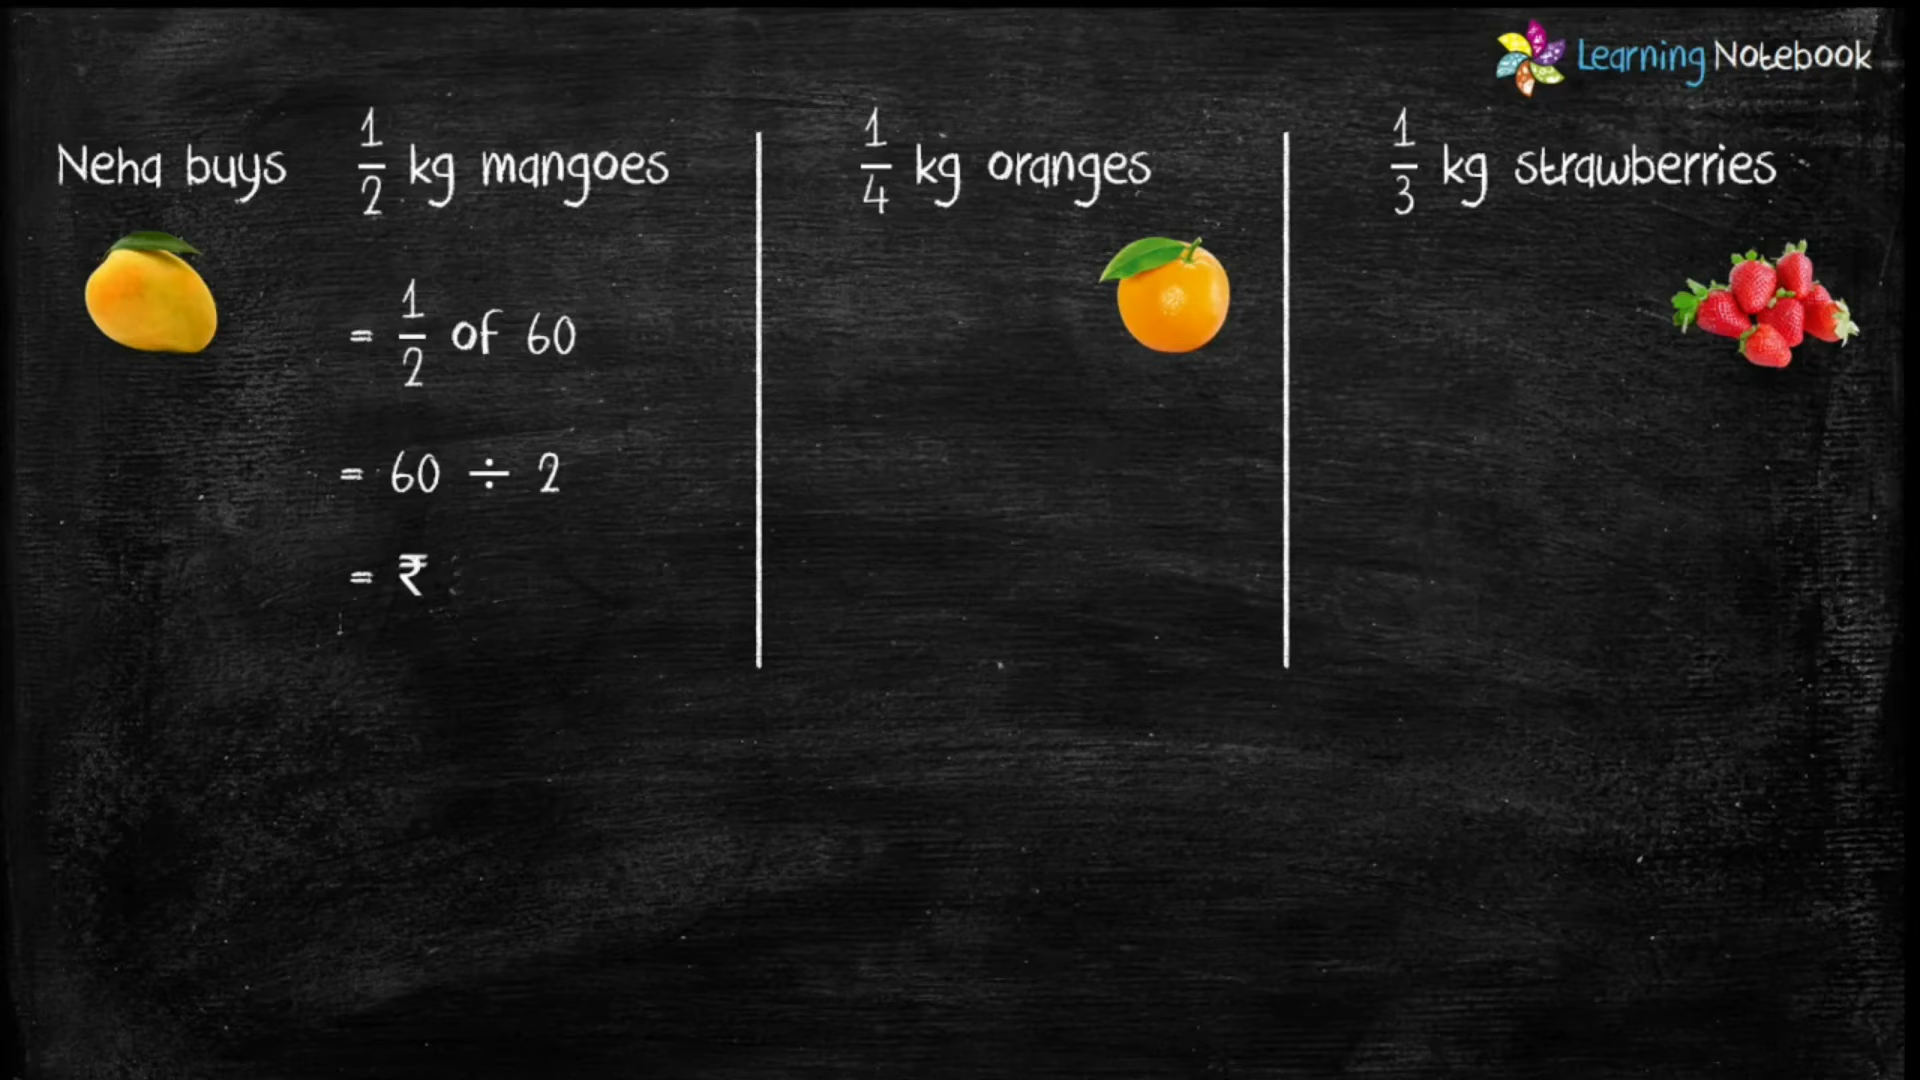 Learning Notebook
Neha buys 1/2 kg mangoes
= 1/2 of 60
= 60 ÷ 2
= ₹
1/4 kg oranges
1/3 kg strawberries